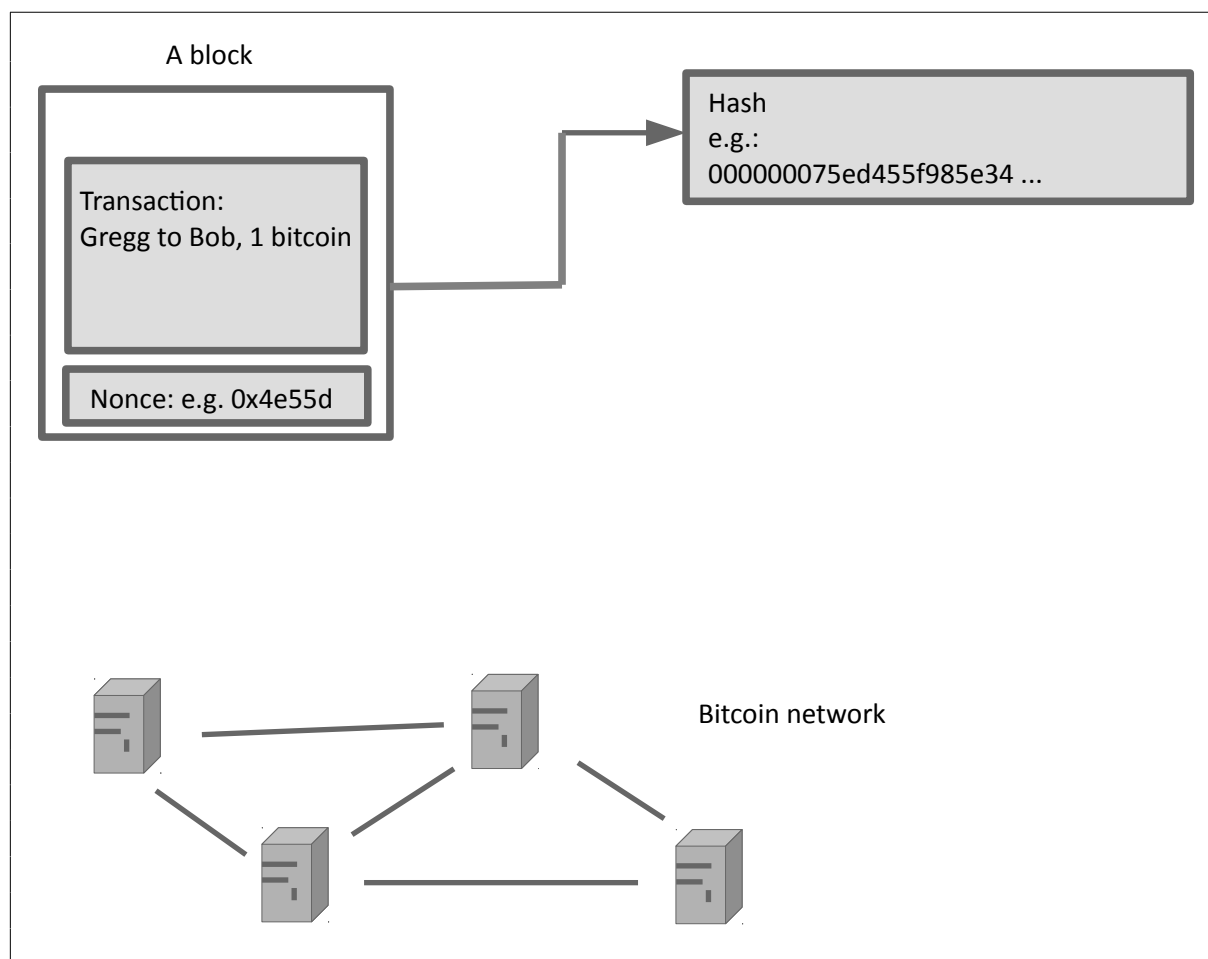 A block
Hash
e.g.:
000000075ed455f985e34 ...
Transaction:
Gregg to Bob, 1 bitcoin
Nonce: e.g. 0x4e55d
Bitcoin network